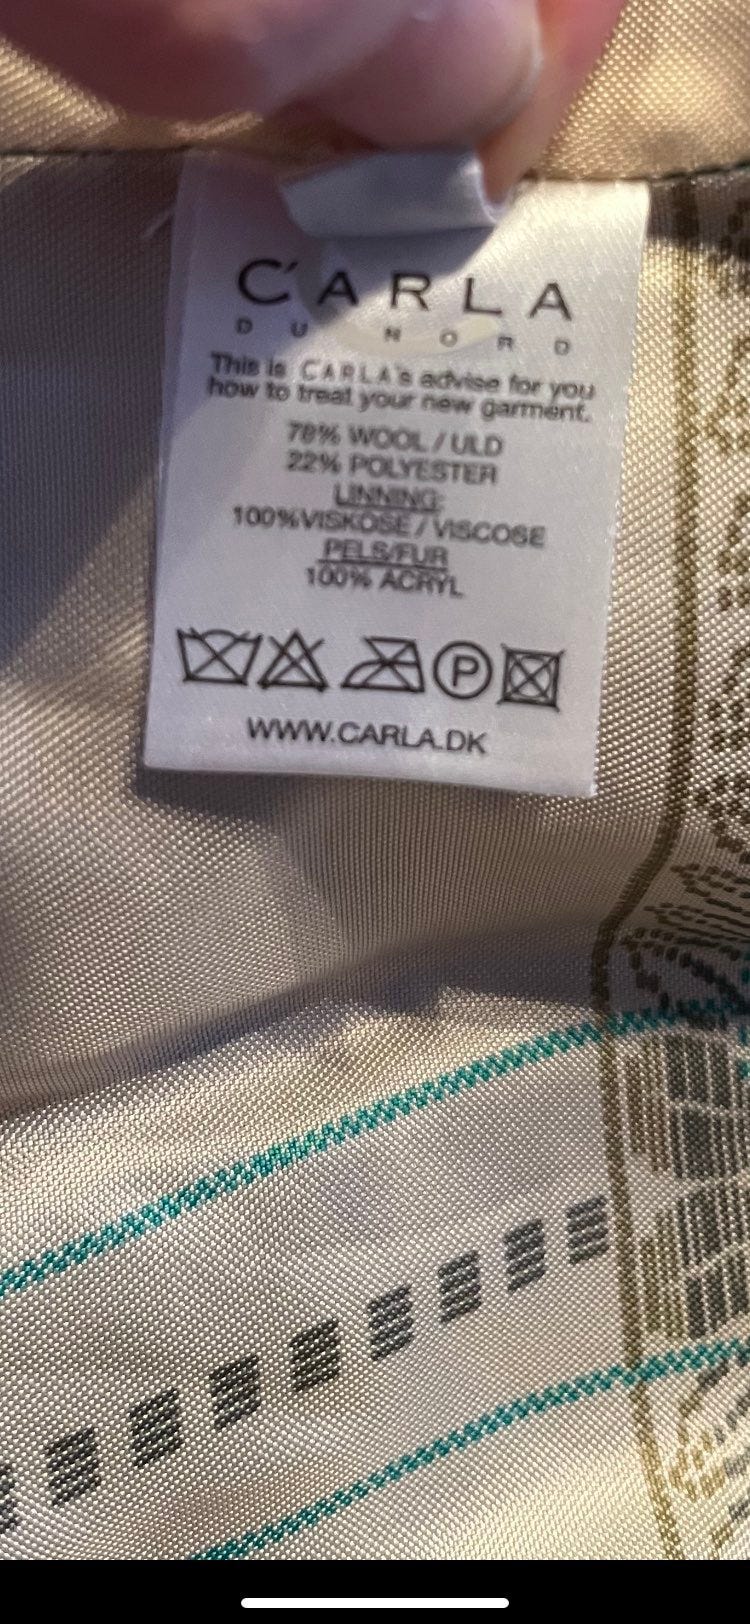 C'ARLA
DU NORD
This is CARLA's advise for you
how to treat your new garment.
78% WOOL / ULD
22% POLYESTER
LINNING:
100%VISKOSE / VISCOSE
PELS/FUR
100% ACRYL
P
WWW.CARLA.DK